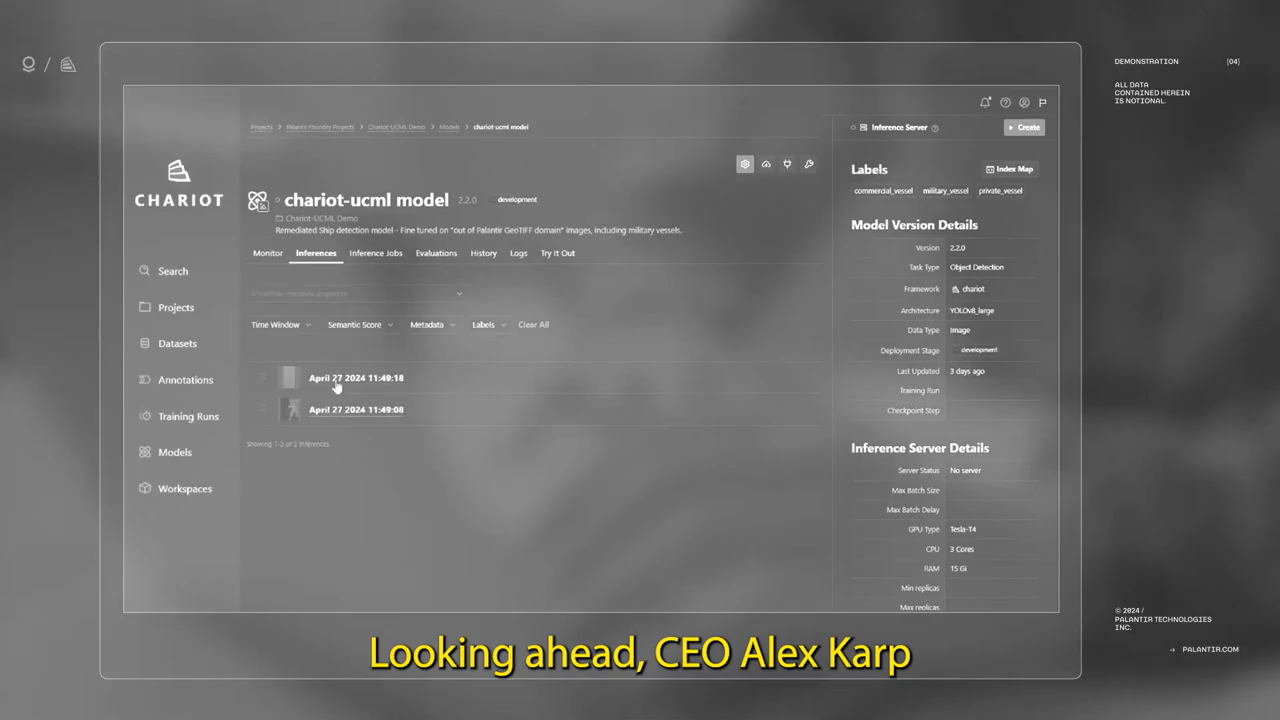 DEMONSTRATION [04]
ALL DATA
CONTAINED HEREIN
IS NOTIONAL.
Projects > Palantir Foundry Projects > Chariot-UCML Demo > Models > chariot-ucml model
Inference Server
Create
CHARIOT
chariot-ucml model 2.2.0 development
Chariot-UCML Demo
Remediated Ship detection model - Fine tuned on "out of Palantir GeoTIFF domain" images, including military vessels.
Monitor Inferences Inference Jobs Evaluations History Logs Try It Out
Time Window Semantic Score Metadata Labels Clear All
April 27 2024 11:49:18
April 27 2024 11:49:08
Showing 1-2 of 2 inferences
Search
Projects
Datasets
Annotations
Training Runs
Models
Workspaces
Labels
Index Map
commercial_vessel military_vessel private_vessel
Model Version Details
Version 2.2.0
Task Type Object Detection
Framework chariot
Architecture YOLOv8_large
Data Type Image
Deployment Stage development
Last Updated 3 days ago
Training Run
Checkpoint Step
Inference Server Details
Server Status No server
Max Batch Size
Max Batch Delay
GPU Type Tesla-T4
CPU 3 Cores
RAM 15 Gi
Min replicas
Max replicas
© 2024 /
PALANTIR TECHNOLOGIES
INC.
→ PALANTIR.COM
Looking ahead, CEO Alex Karp